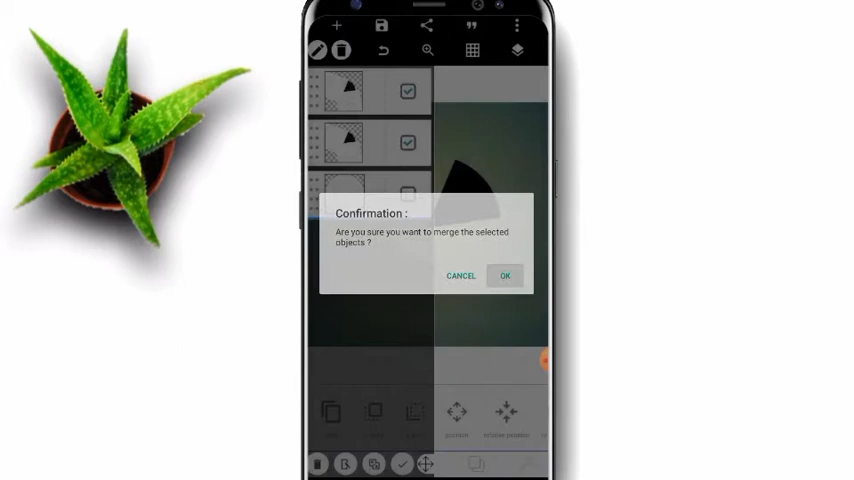 Confirmation :
Are you sure you want to merge the selected
objects ?
CANCEL
OK